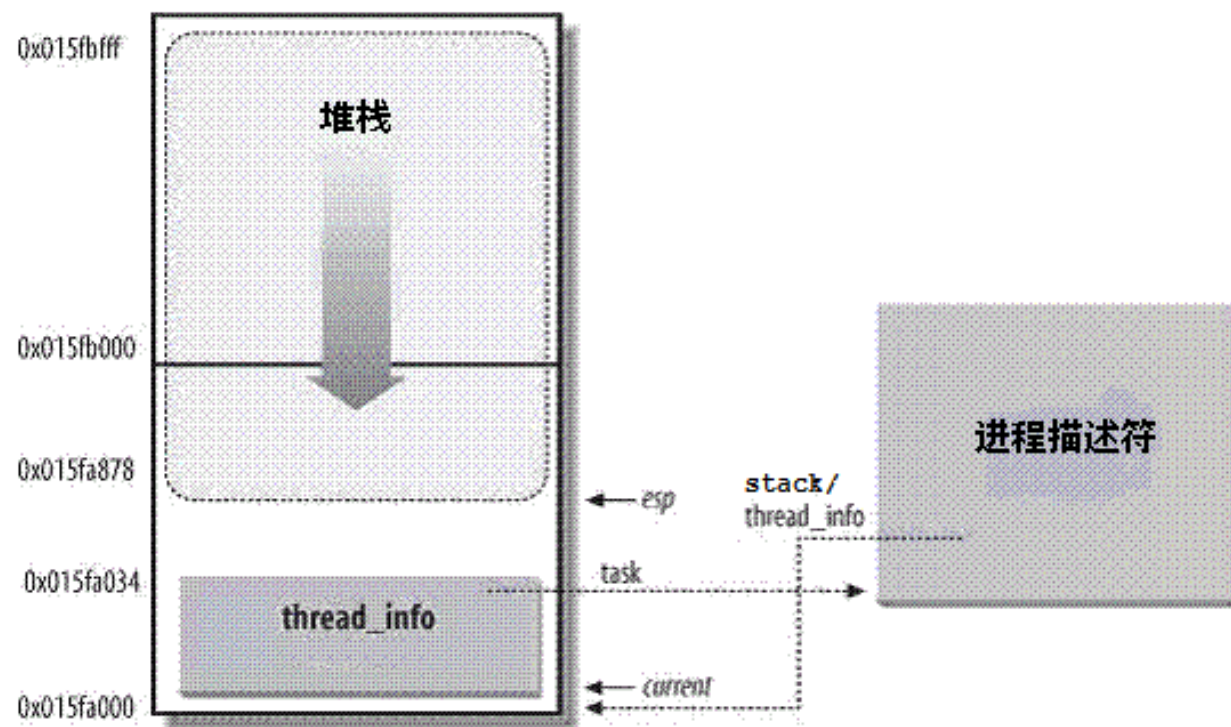 0x015fbfff
堆栈
0x015fb000
进程描述符
0x015fa878
esp
stack/
thread_info
0x015fa034
task
thread_info
current
0x015fa000